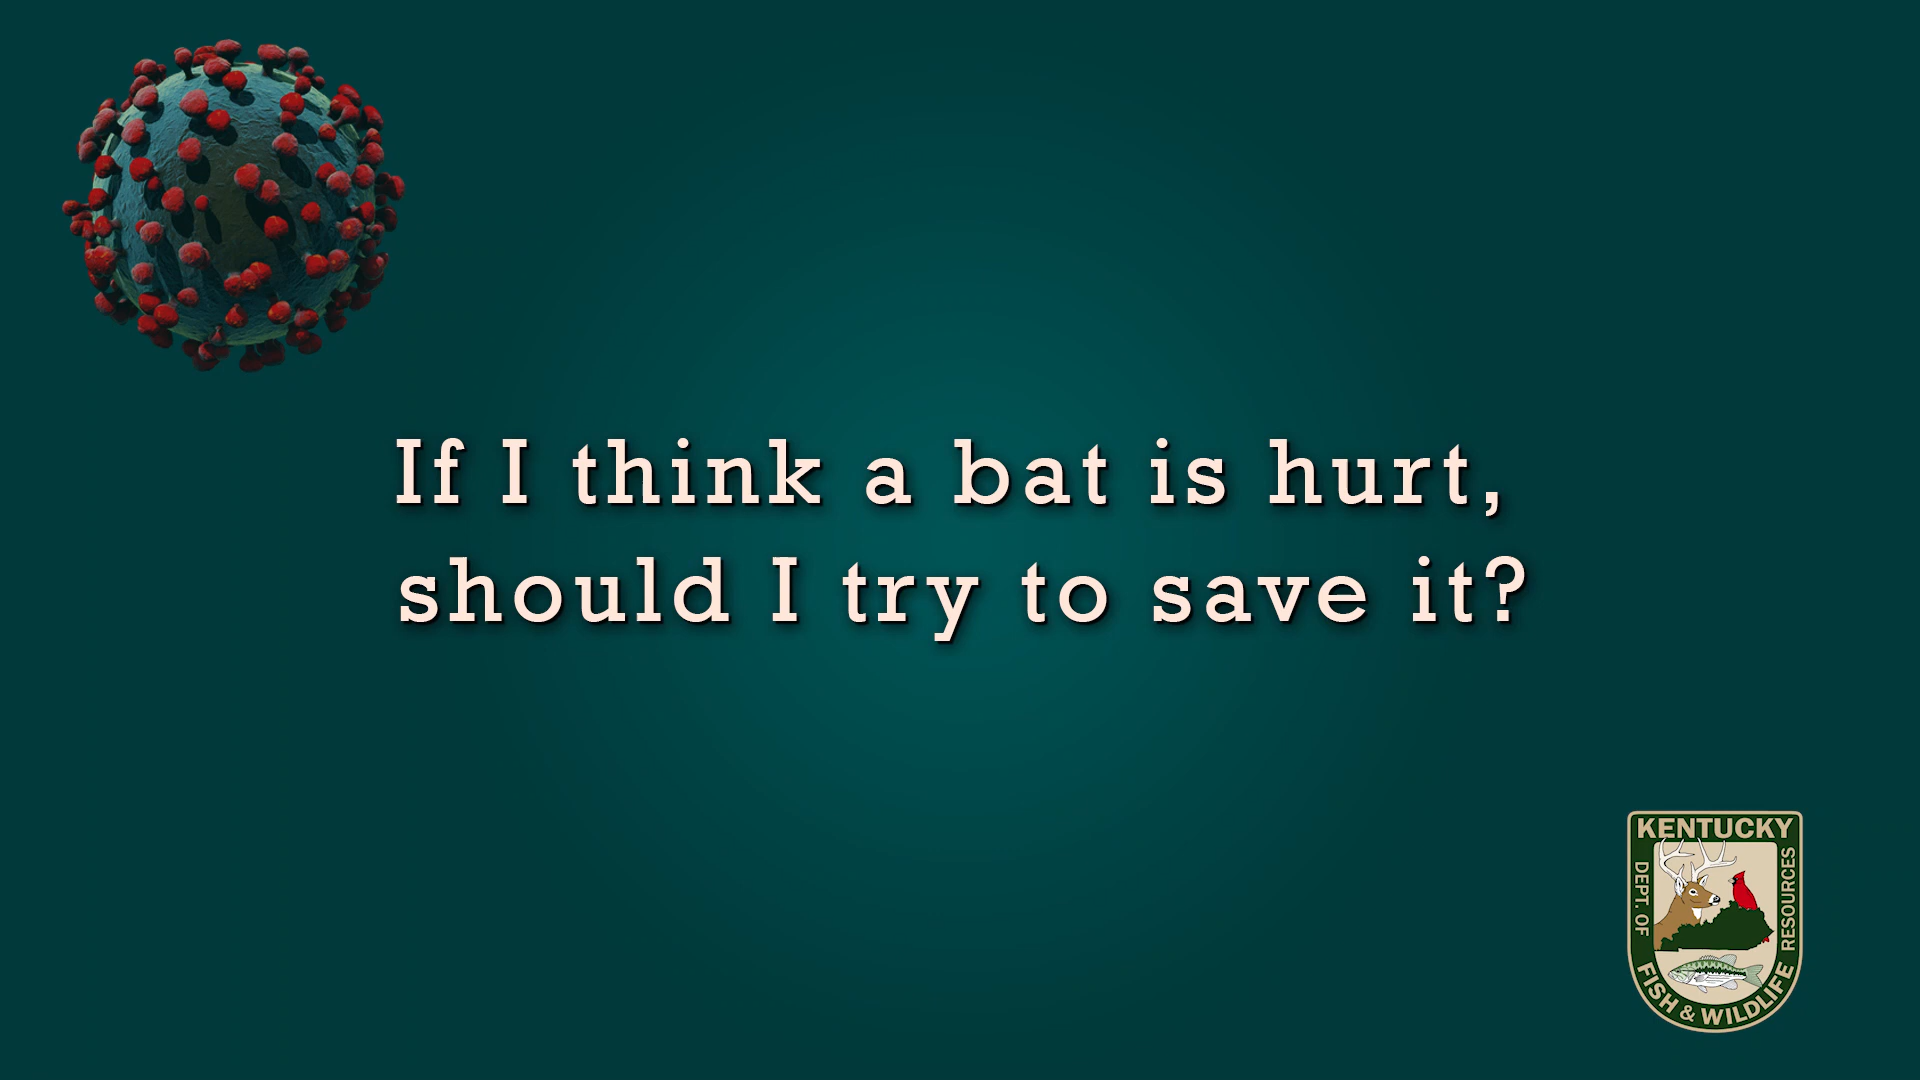 If I think a bat is hurt,
should I try to save it?
KENTUCKY
DEPT. OF
FISH & WILDLIFE
RESOURCES